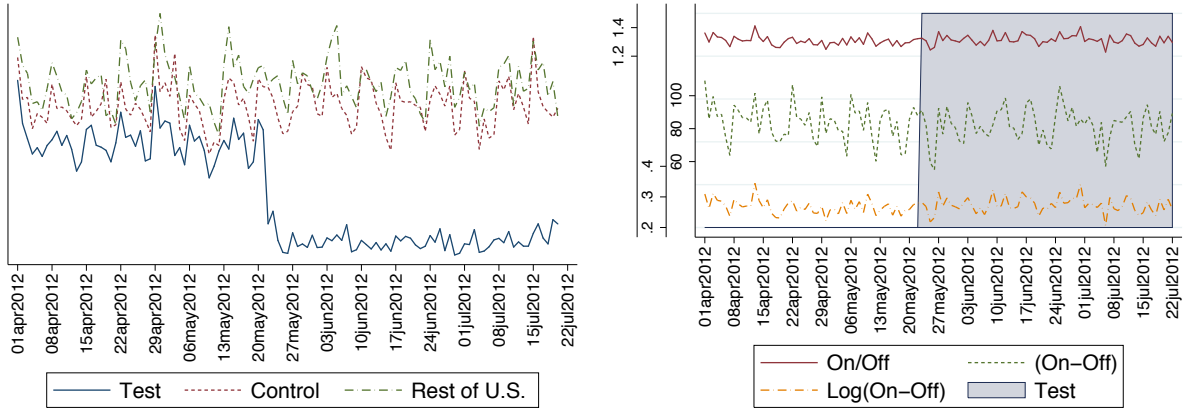 01apr2012
08apr2012
15apr2012
22apr2012
29apr2012
06may2012
13may2012
20may2012
27may2012
03jun2012
10jun2012
17jun2012
24jun2012
01jul2012
08jul2012
15jul2012
22jul2012
Test
Control
Rest of U.S.
1.4
1.2
100
80
60
.4
.3
.2
01apr2012
08apr2012
15apr2012
22apr2012
29apr2012
06may2012
13may2012
20may2012
27may2012
03jun2012
10jun2012
17jun2012
24jun2012
01jul2012
08jul2012
15jul2012
22jul2012
On/Off
(On−Off)
Log(On−Off)
Test